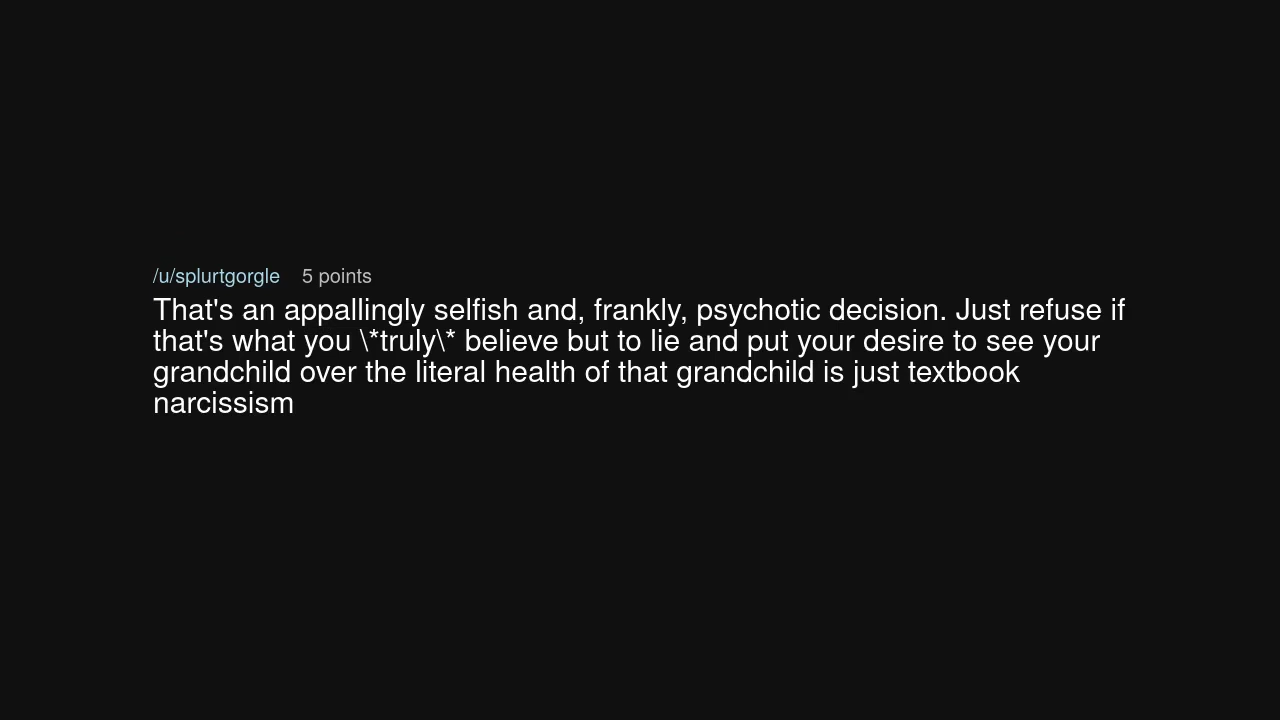 /u/splurtgorgle 5 points
That's an appallingly selfish and, frankly, psychotic decision. Just refuse if
that's what you \*truly\* believe but to lie and put your desire to see your
grandchild over the literal health of that grandchild is just textbook
narcissism